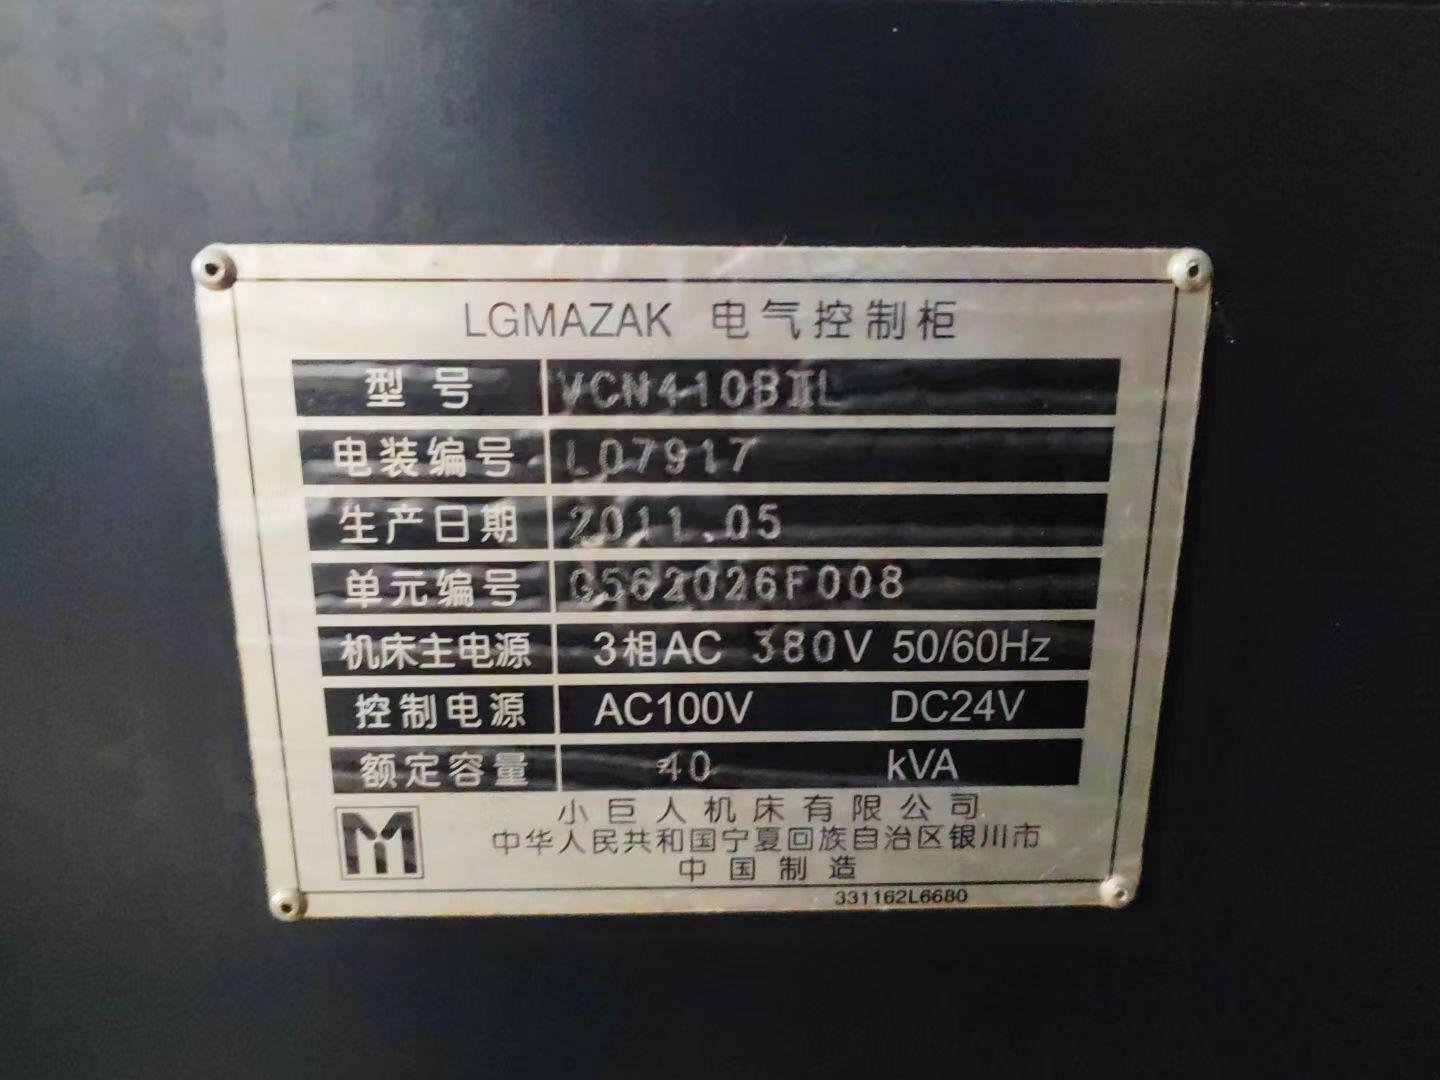 LGMAZAK 电气控制柜
型号 VCN410BⅡL
电装编号 L07917
生产日期 2011.05
单元编号 G562026F008
机床主电源 3相AC 380V 50/60Hz
控制电源 AC100V DC24V
额定容量 40 kVA
小巨人机床有限公司
中华人民共和国宁夏回族自治区银川市
中国制造
331162L6680